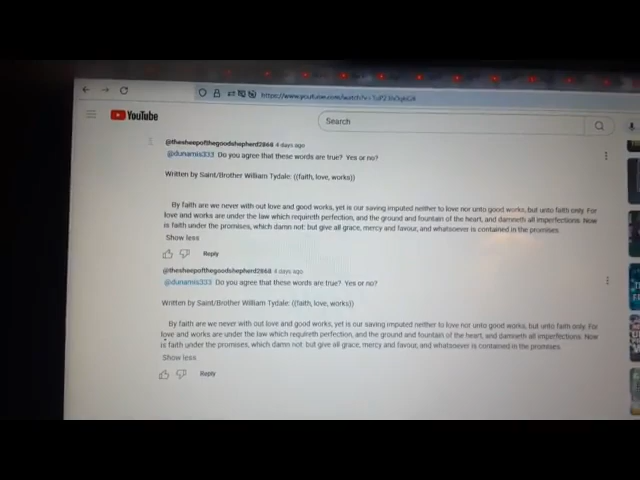 YouTube
Search
@thesheepofthegoodshepherd2868 4 days ago
@dunamis333 Do you agree that these words are true? Yes or no?
Written by Saint/Brother William Tydale: ((faith, love, works))
By faith are we never with out love and good works, yet is our saving imputed neither to love nor unto good works, but unto faith only. For
love and works are under the law which requireth perfection, and the ground and fountain of the heart, and damneth all imperfections. Now
is faith under the promises, which damn not: but give all grace, mercy and favour, and whatsoever is contained in the promises.
Show less
Reply
@thesheepofthegoodshepherd2868 4 days ago
@dunamis333 Do you agree that these words are true? Yes or no?
Written by Saint/Brother William Tydale: ((faith, love, works))
By faith are we never with out love and good works, yet is our saving imputed neither to love nor unto good works, but unto faith only. For
love and works are under the law which requireth perfection, and the ground and fountain of the heart, and damneth all imperfections. Now
is faith under the promises, which damn not: but give all grace, mercy and favour, and whatsoever is contained in the promises.
Show less
Reply